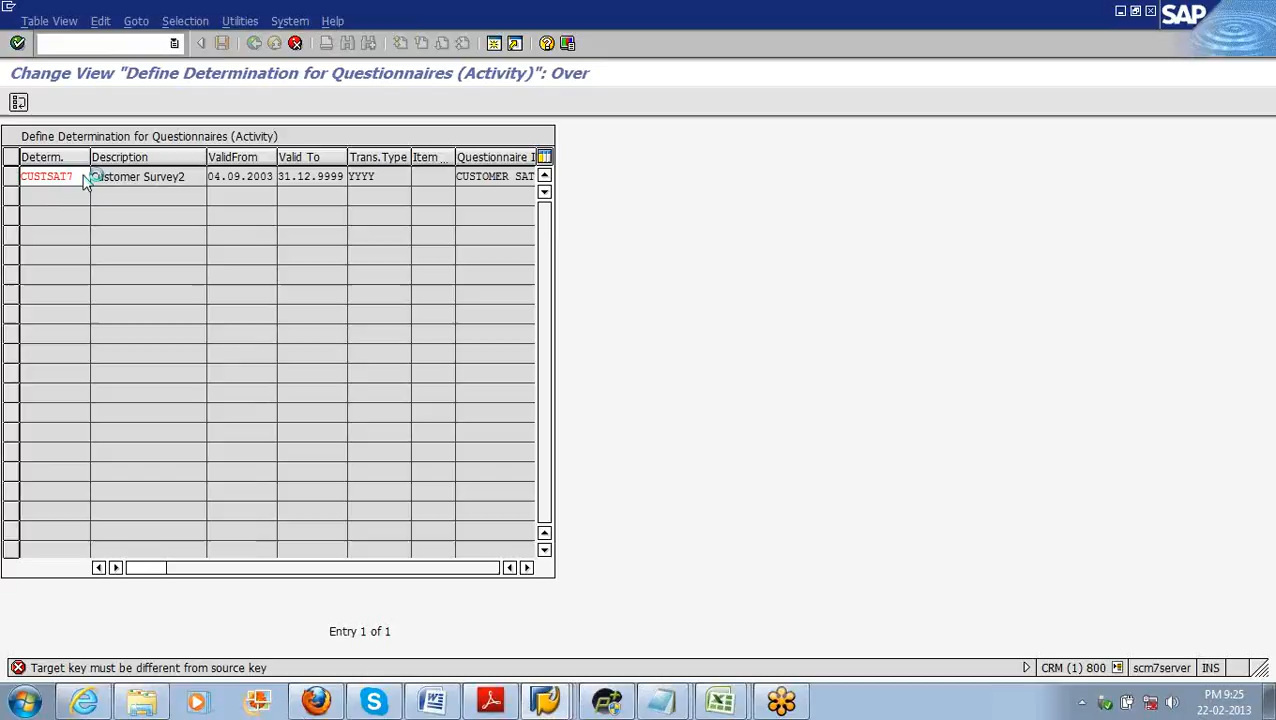 Table View Edit Goto Selection Utilities System Help
SAP
Change View "Define Determination for Questionnaires (Activity)": Over
Define Determination for Questionnaires (Activity)
Determ. Description ValidFrom Valid To Trans.Type Item ... Questionnaire I
CUSTSAT7 Customer Survey2 04.09.2003 31.12.9999 YYYY CUSTOMER SAT
Entry 1 of 1
Target key must be different from source key CRM (1) 800 scm7server INS
PM 9:25
22-02-2013